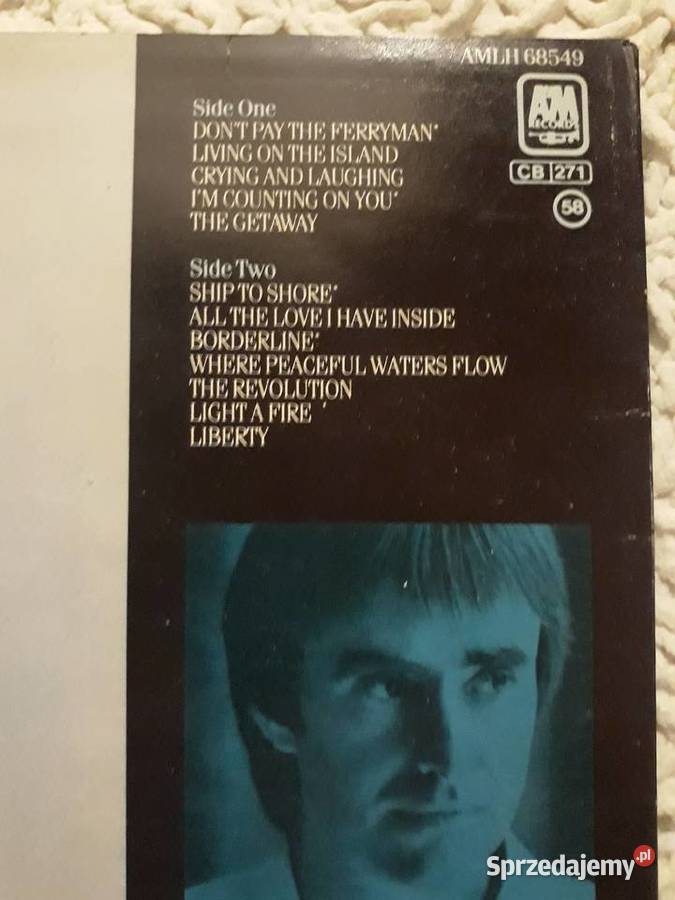 AMLH 68549
A&M
RECORDS
CB 271
58
Side One
DON'T PAY THE FERRYMAN*
LIVING ON THE ISLAND
CRYING AND LAUGHING
I'M COUNTING ON YOU*
THE GETAWAY
Side Two
SHIP TO SHORE*
ALL THE LOVE I HAVE INSIDE
BORDERLINE*
WHERE PEACEFUL WATERS FLOW
THE REVOLUTION
LIGHT A FIRE '
LIBERTY
Sprzedajemy.pl